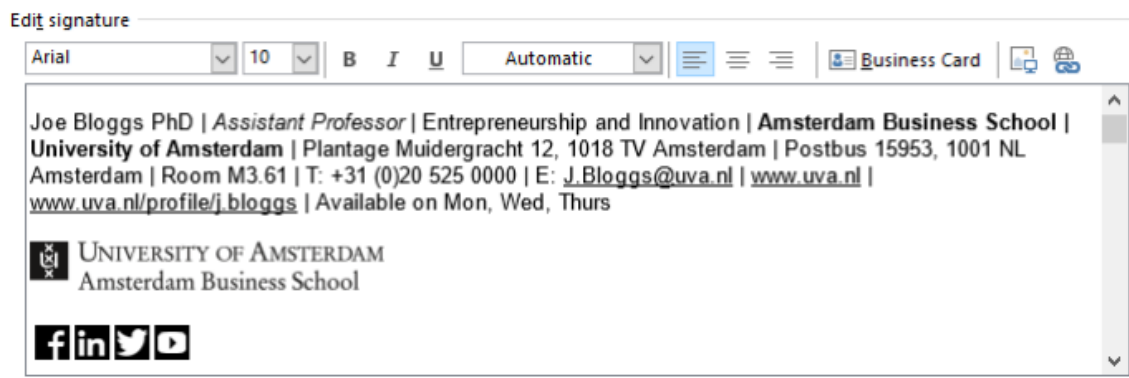 Edit signature
Arial 10 B I U Automatic Business Card
Joe Bloggs PhD | Assistant Professor | Entrepreneurship and Innovation | Amsterdam Business School |
University of Amsterdam | Plantage Muidergracht 12, 1018 TV Amsterdam | Postbus 15953, 1001 NL
Amsterdam | Room M3.61 | T: +31 (0)20 525 0000 | E: J.Bloggs@uva.nl | www.uva.nl |
www.uva.nl/profile/j.bloggs | Available on Mon, Wed, Thurs
UNIVERSITY OF AMSTERDAM
Amsterdam Business School
f in